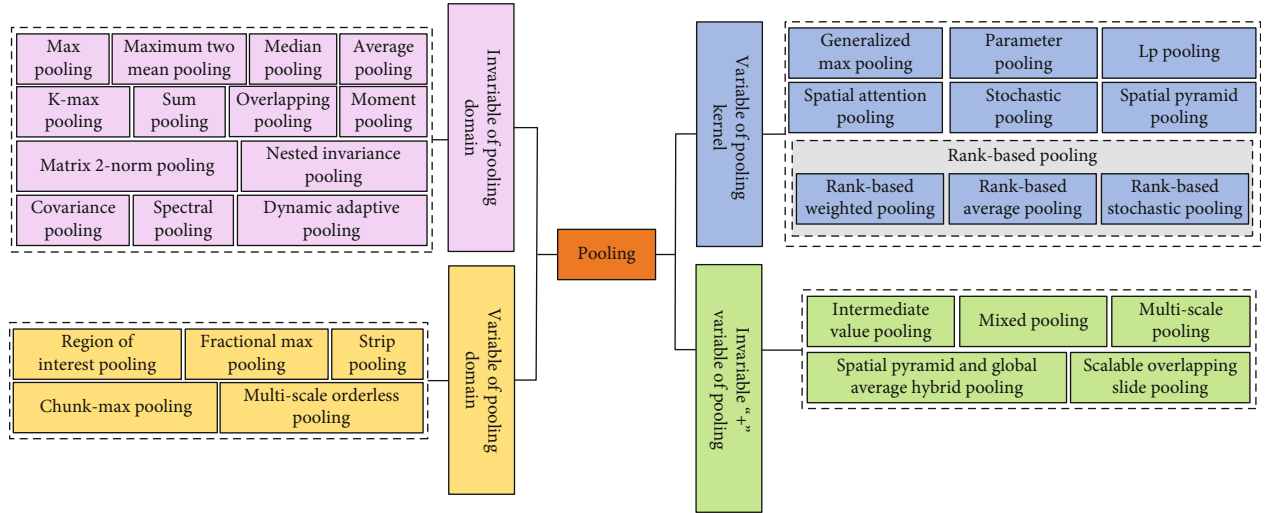 Max
pooling
Maximum two
mean pooling
Median
pooling
Average
pooling
K-max
pooling
Sum
pooling
Overlapping
pooling
Moment
pooling
Matrix 2-norm pooling
Nested invariance
pooling
Covariance
pooling
Spectral
pooling
Dynamic adaptive
pooling
Invariable of pooling
domain
Region of
interest pooling
Fractional max
pooling
Strip
pooling
Chunk-max pooling
Multi-scale orderless
pooling
Variable of pooling
domain
Pooling
Variable of pooling
kernel
Generalized
max pooling
Parameter
pooling
Lp pooling
Spatial attention
pooling
Stochastic
pooling
Spatial pyramid
pooling
Rank-based pooling
Rank-based
weighted pooling
Rank-based
average pooling
Rank-based
stochastic pooling
Invariable “+”
variable of pooling
Intermediate
value pooling
Mixed pooling
Multi-scale
pooling
Spatial pyramid and global
average hybrid pooling
Scalable overlapping
slide pooling